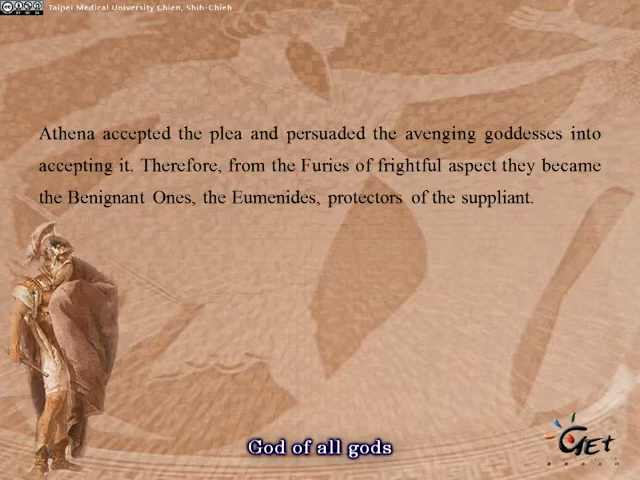 Taipei Medical University Chien, Shih-Chieh
Athena accepted the plea and persuaded the avenging goddesses into
accepting it. Therefore, from the Furies of frightful aspect they became
the Benignant Ones, the Eumenides, protectors of the suppliant.
God of all gods
GET